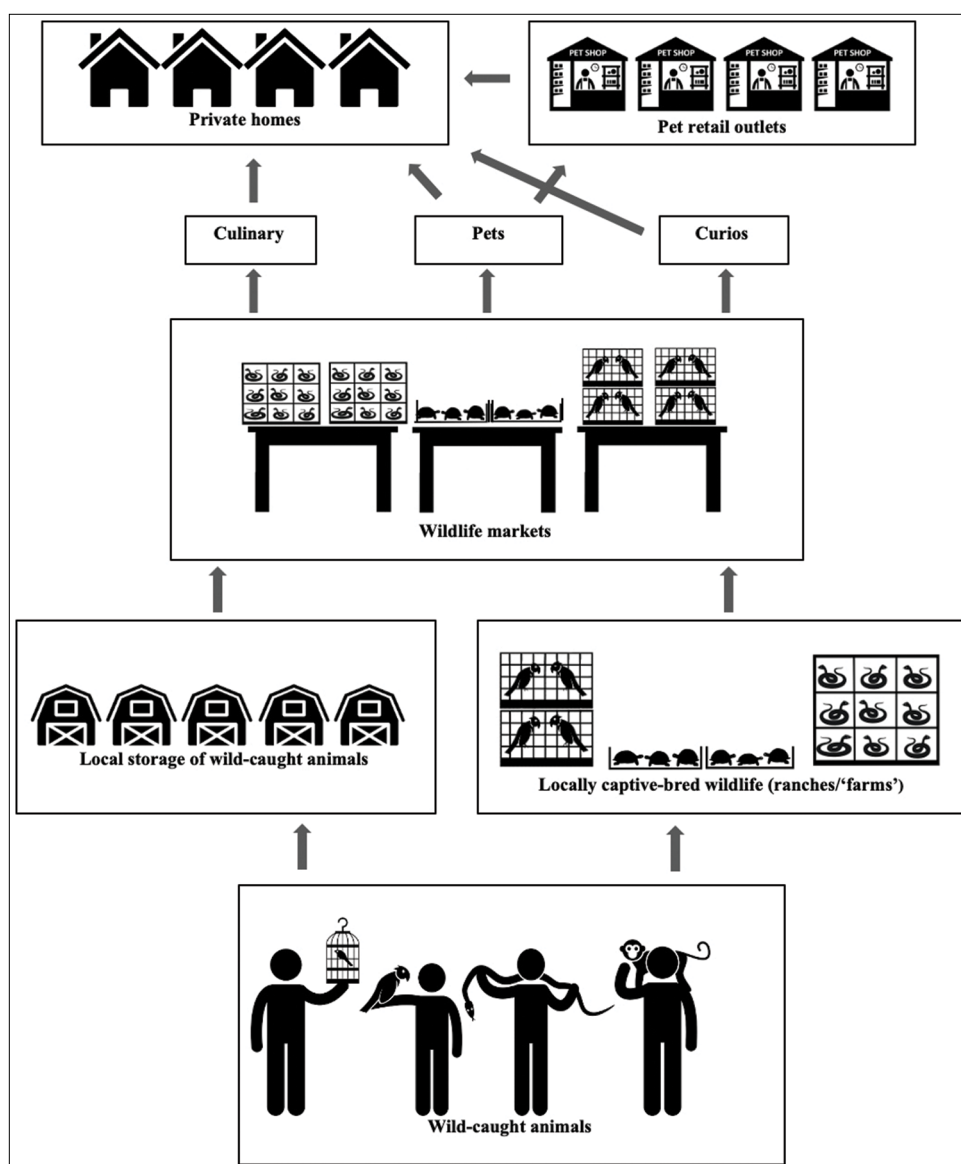 PET SHOP PET SHOP PET SHOP PET SHOP
Private homes
Pet retail outlets
Culinary
Pets
Curios
Wildlife markets
Local storage of wild-caught animals
Locally captive-bred wildlife (ranches/‘farms’)
Wild-caught animals